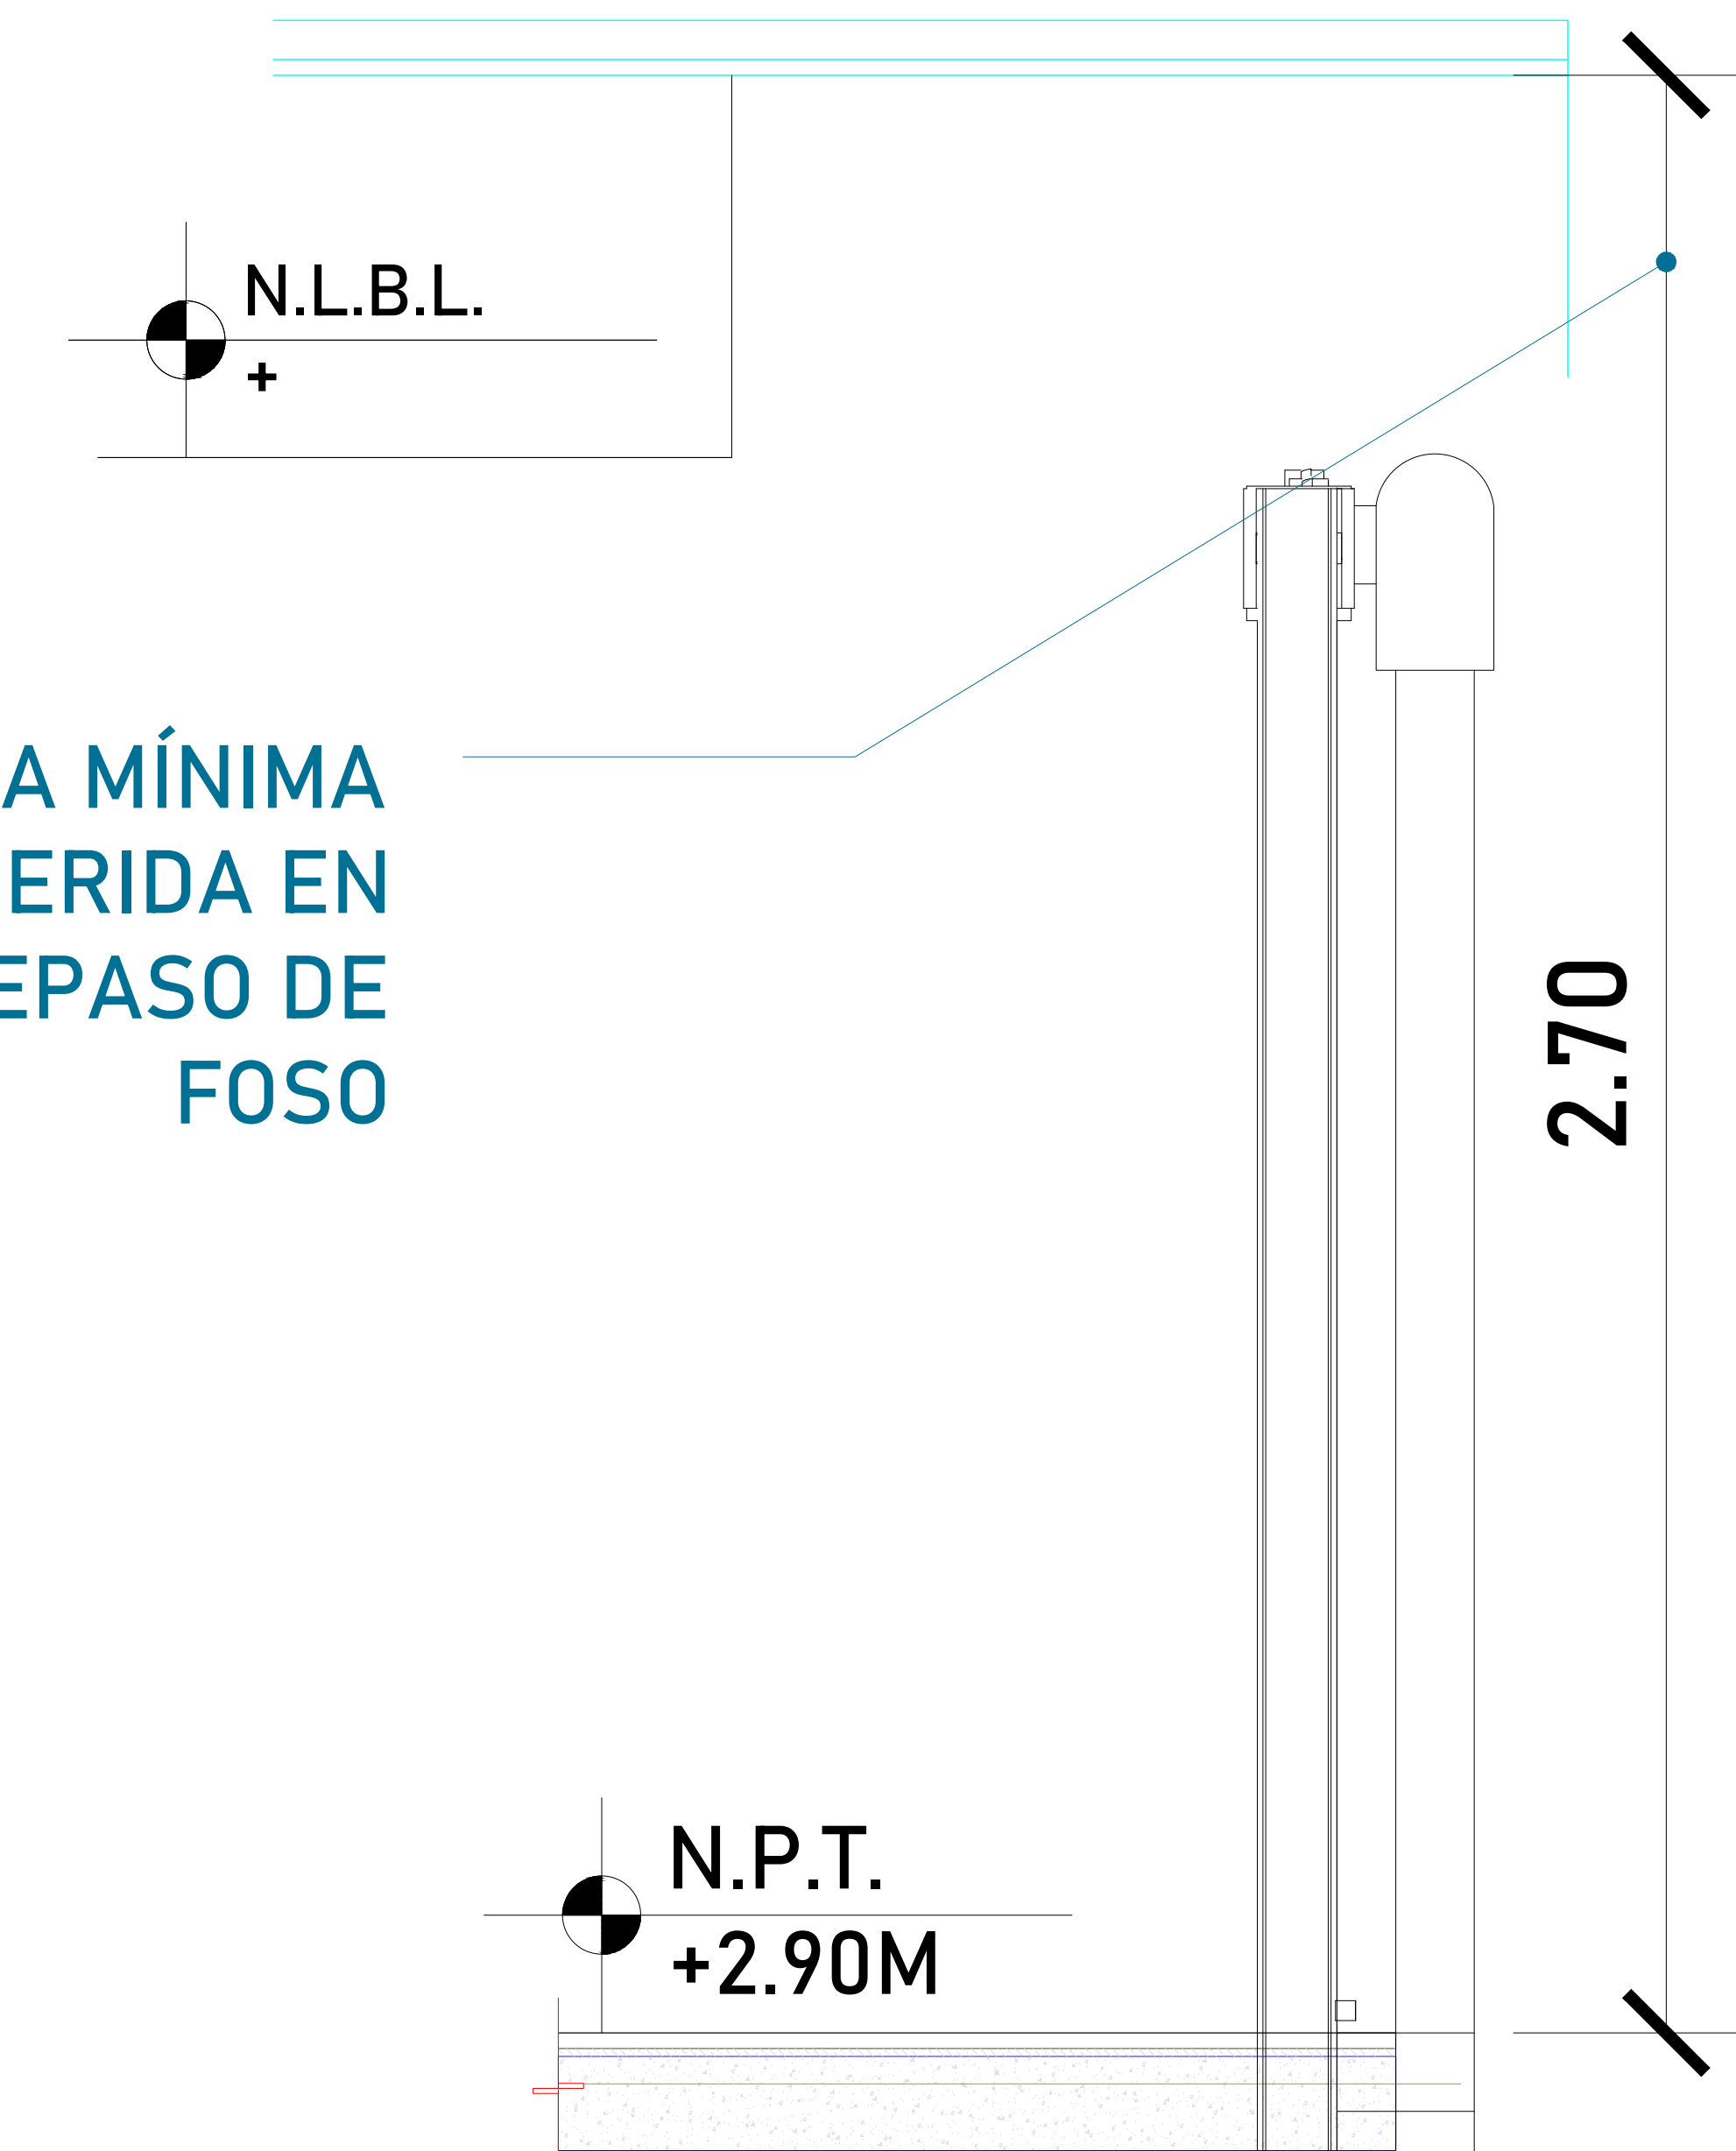 N.L.B.L.
+
A MÍNIMA
ERIDA EN
EPASO DE
FOSO
2.70
N.P.T.
+2.90M